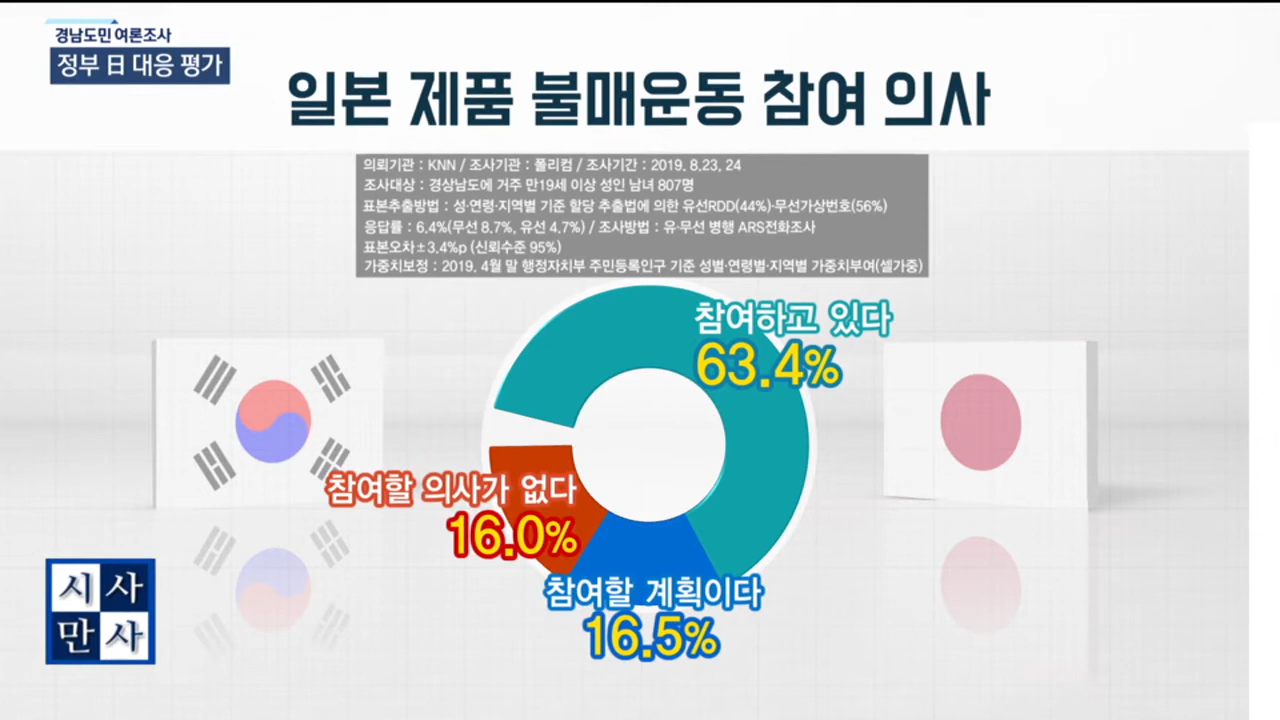 경남도민 여론조사
정부 日 대응 평가
일본 제품 불매운동 참여 의사
의뢰기관 : KNN / 조사기관 : 폴리컴 / 조사기간 : 2019. 8.23, 24
조사대상 : 경상남도에 거주 만19세 이상 성인 남녀 807명
표본추출방법 : 성·연령·지역별 기준 할당 추출법에 의한 유선RDD(44%)·무선가상번호(56%)
응답률 : 6.4%(무선 8.7%, 유선 4.7%) / 조사방법 : 유·무선 병행 ARS전화조사
표본오차±3.4%p (신뢰수준 95%)
가중치보정 : 2019. 4월 말 행정자치부 주민등록인구 기준 성별·연령별·지역별 가중치부여(셀가중)
참여하고 있다
63.4%
참여할 의사가 없다
16.0%
참여할 계획이다
16.5%
시사
만사